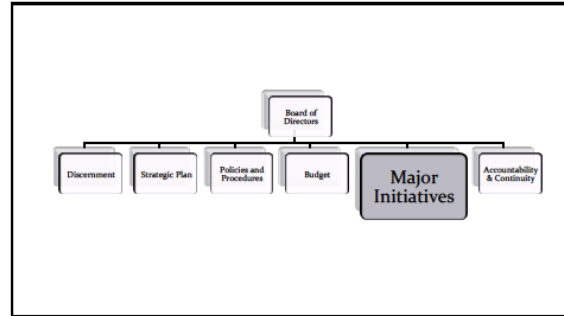 Board of
Directors
Discernment
Strategic Plan
Policies and
Procedures
Budget
Major
Initiatives
Accountability
& Continuity